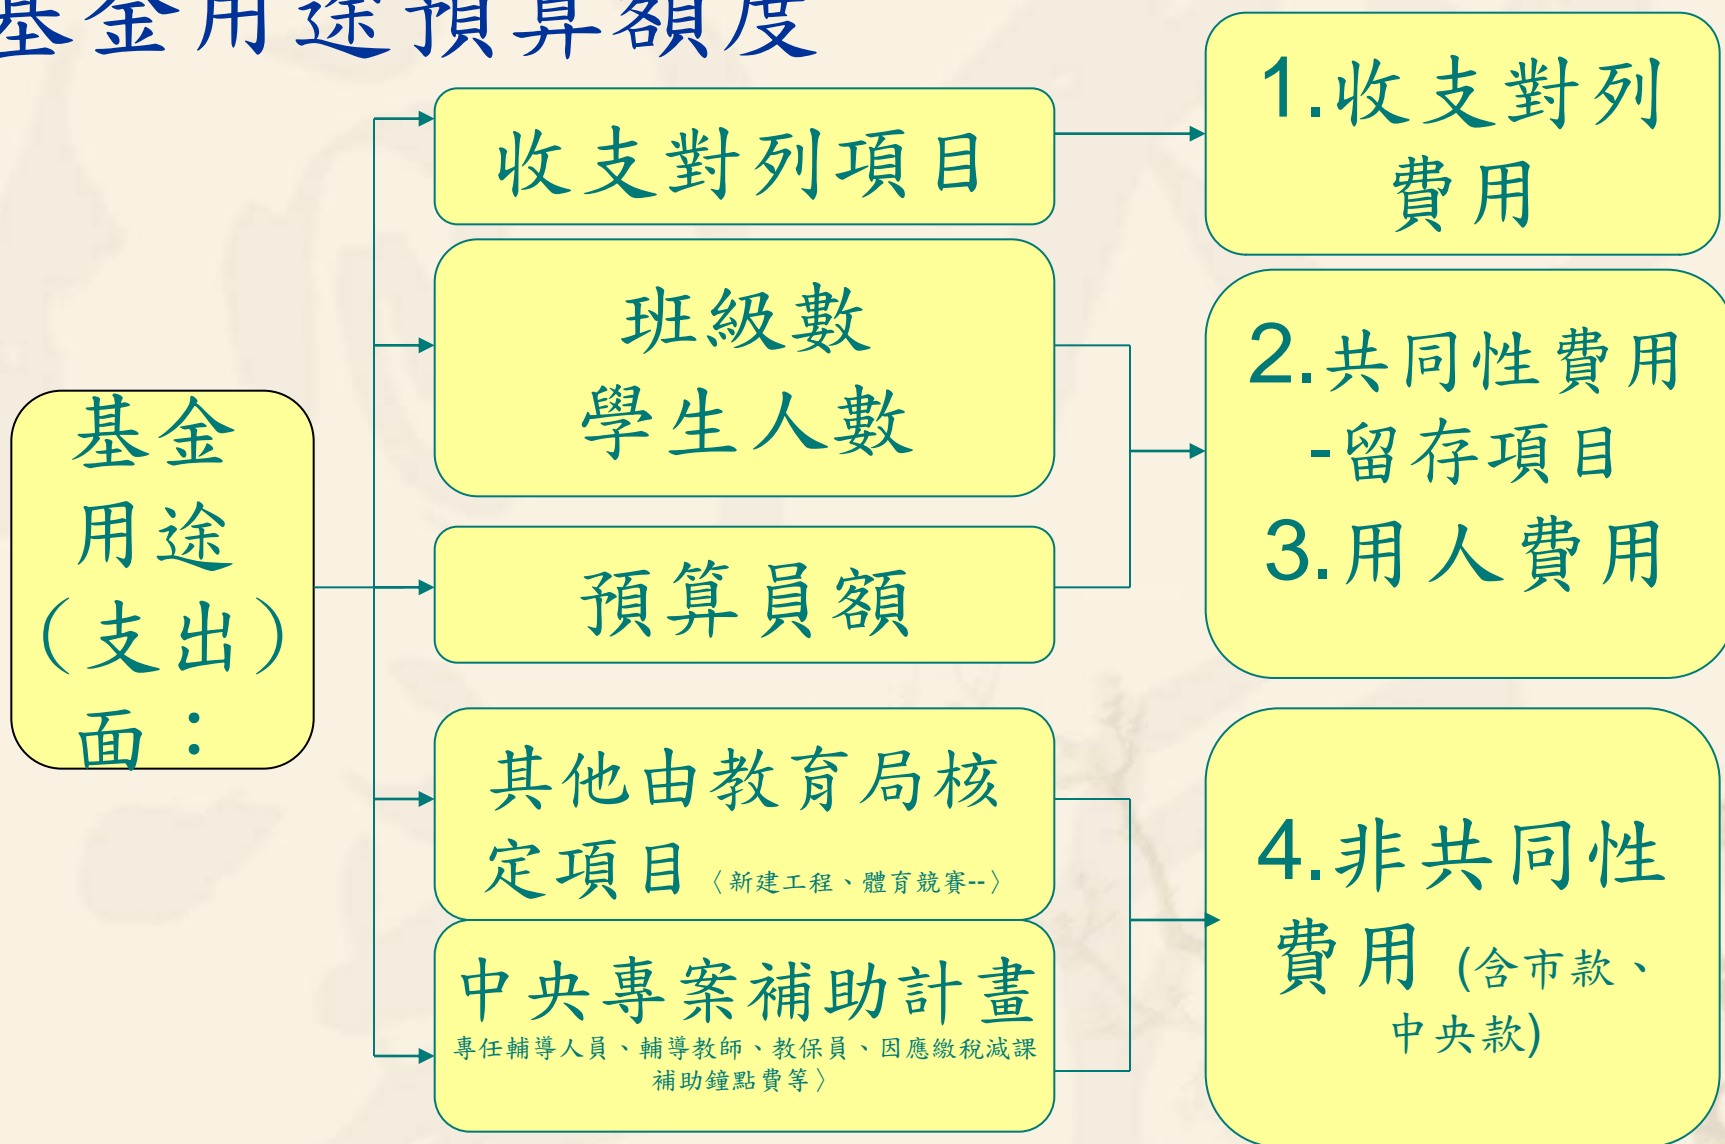 基金用途預算額度
基金
用途
（支出）
面：
收支對列項目
班級數
學生人數
預算員額
其他由教育局核
定項目〈新建工程、體育競賽--〉
中央專案補助計畫
專任輔導人員、輔導教師、教保員、因應繳稅減課
補助鐘點費等〉
1.收支對列
費用
2.共同性費用
-留存項目
3.用人費用
4.非共同性
費用(含市款、
中央款)